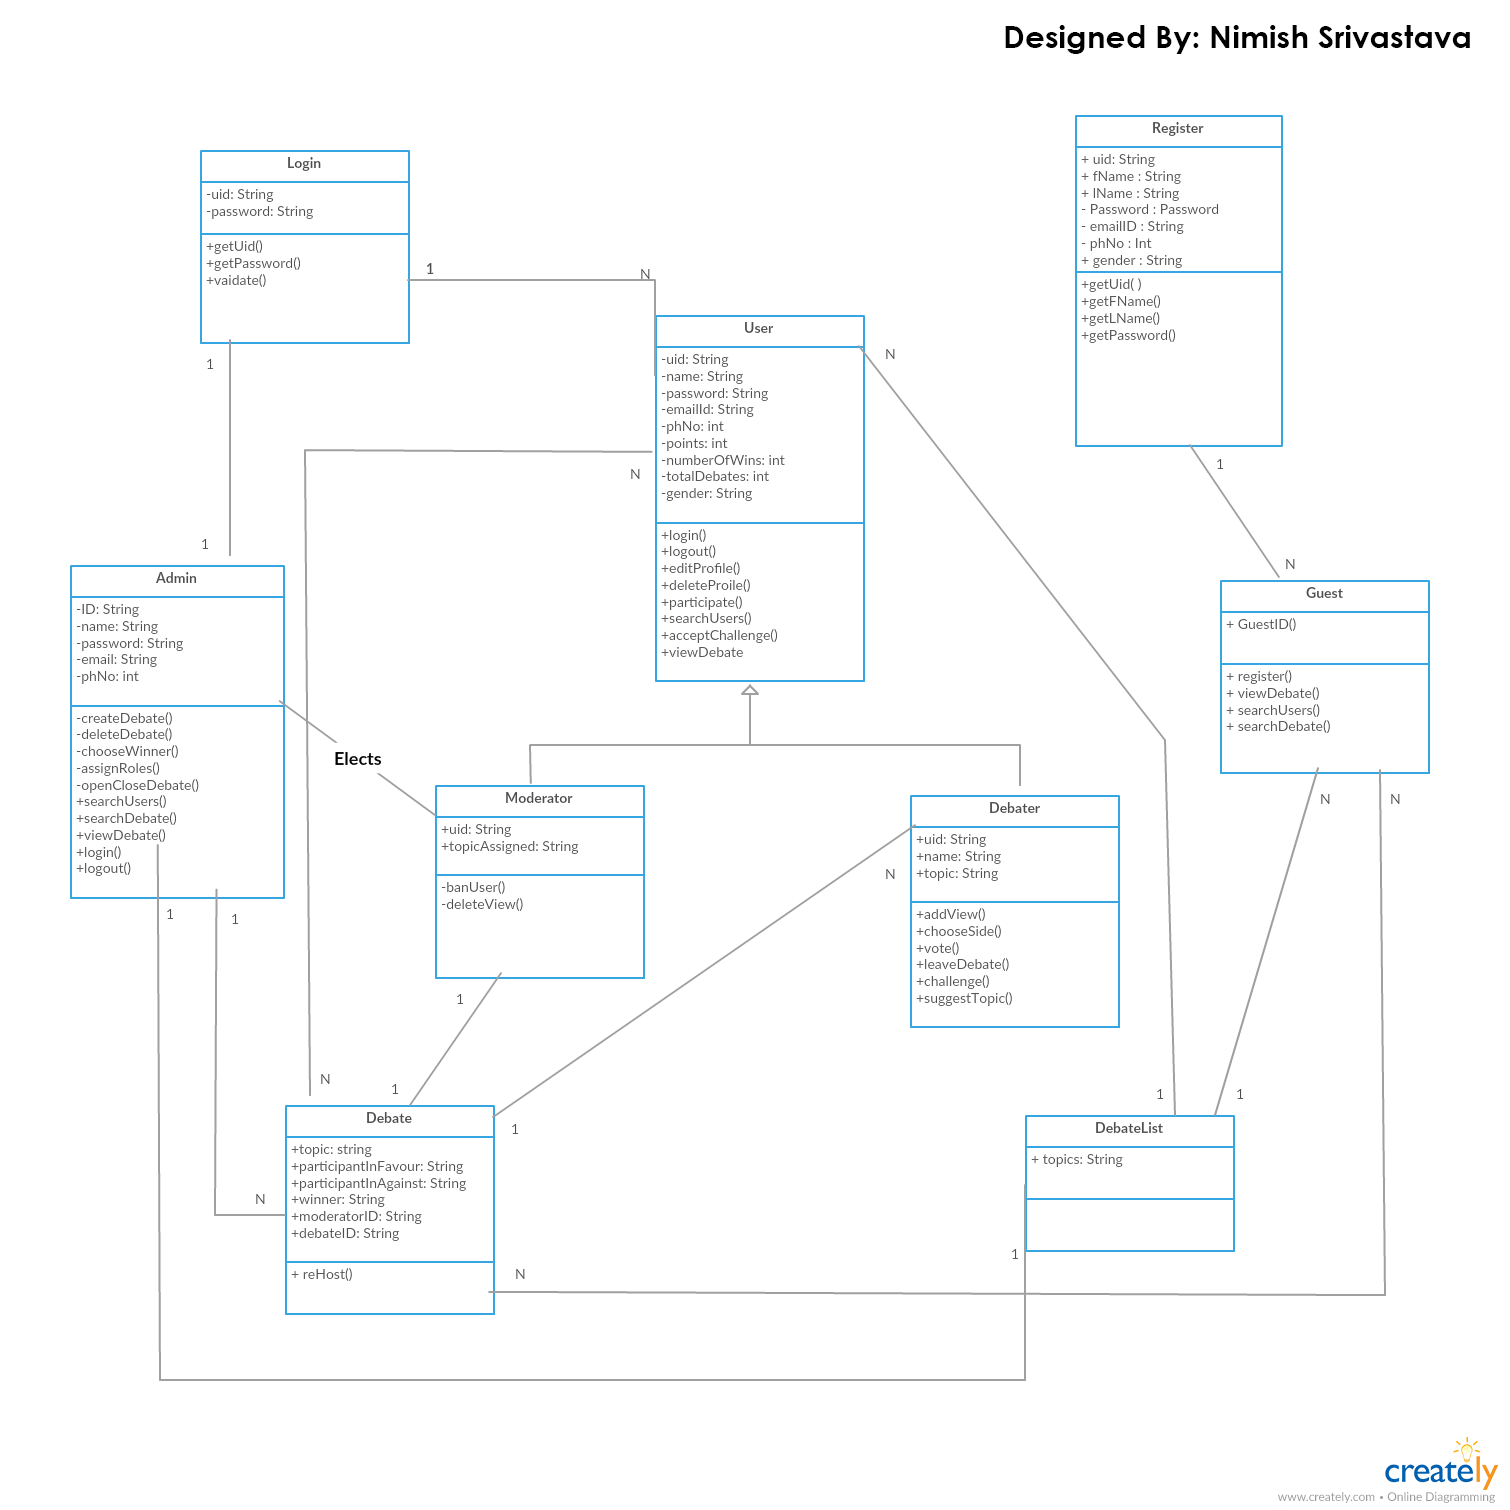 Designed By: Nimish Srivastava
Register
+ uid: String
+ fName : String
+ lName : String
- Password : Password
- emailID : String
- phNo : Int
+ gender : String
+getUid( )
+getFName()
+getLName()
+getPassword()
Login
-uid: String
-password: String
+getUid()
+getPassword()
+vaidate()
1
N
1
1
User
-uid: String
-name: String
-password: String
-emailId: String
-phNo: int
-points: int
-numberOfWins: int
-totalDebates: int
-gender: String
+login()
+logout()
+editProfile()
+deleteProile()
+participate()
+searchUsers()
+acceptChallenge()
+viewDebate
N
N
1
N
Guest
+ GuestID()
+ register()
+ viewDebate()
+ searchUsers()
+ searchDebate()
N
N
Admin
-ID: String
-name: String
-password: String
-email: String
-phNo: int
-createDebate()
-deleteDebate()
-chooseWinner()
-assignRoles()
-openCloseDebate()
+searchUsers()
+searchDebate()
+viewDebate()
+login()
+logout()
1
1
Elects
Moderator
+uid: String
+topicAssigned: String
-banUser()
-deleteView()
1
Debater
+uid: String
+name: String
+topic: String
+addView()
+chooseSide()
+vote()
+leaveDebate()
+challenge()
+suggestTopic()
N
N
1
1
N
Debate
+topic: string
+participantInFavour: String
+participantInAgainst: String
+winner: String
+moderatorID: String
+debateID: String
+ reHost()
N
1
1
DebateList
+ topics: String
1
creately
www.creately.com • Online Diagramming